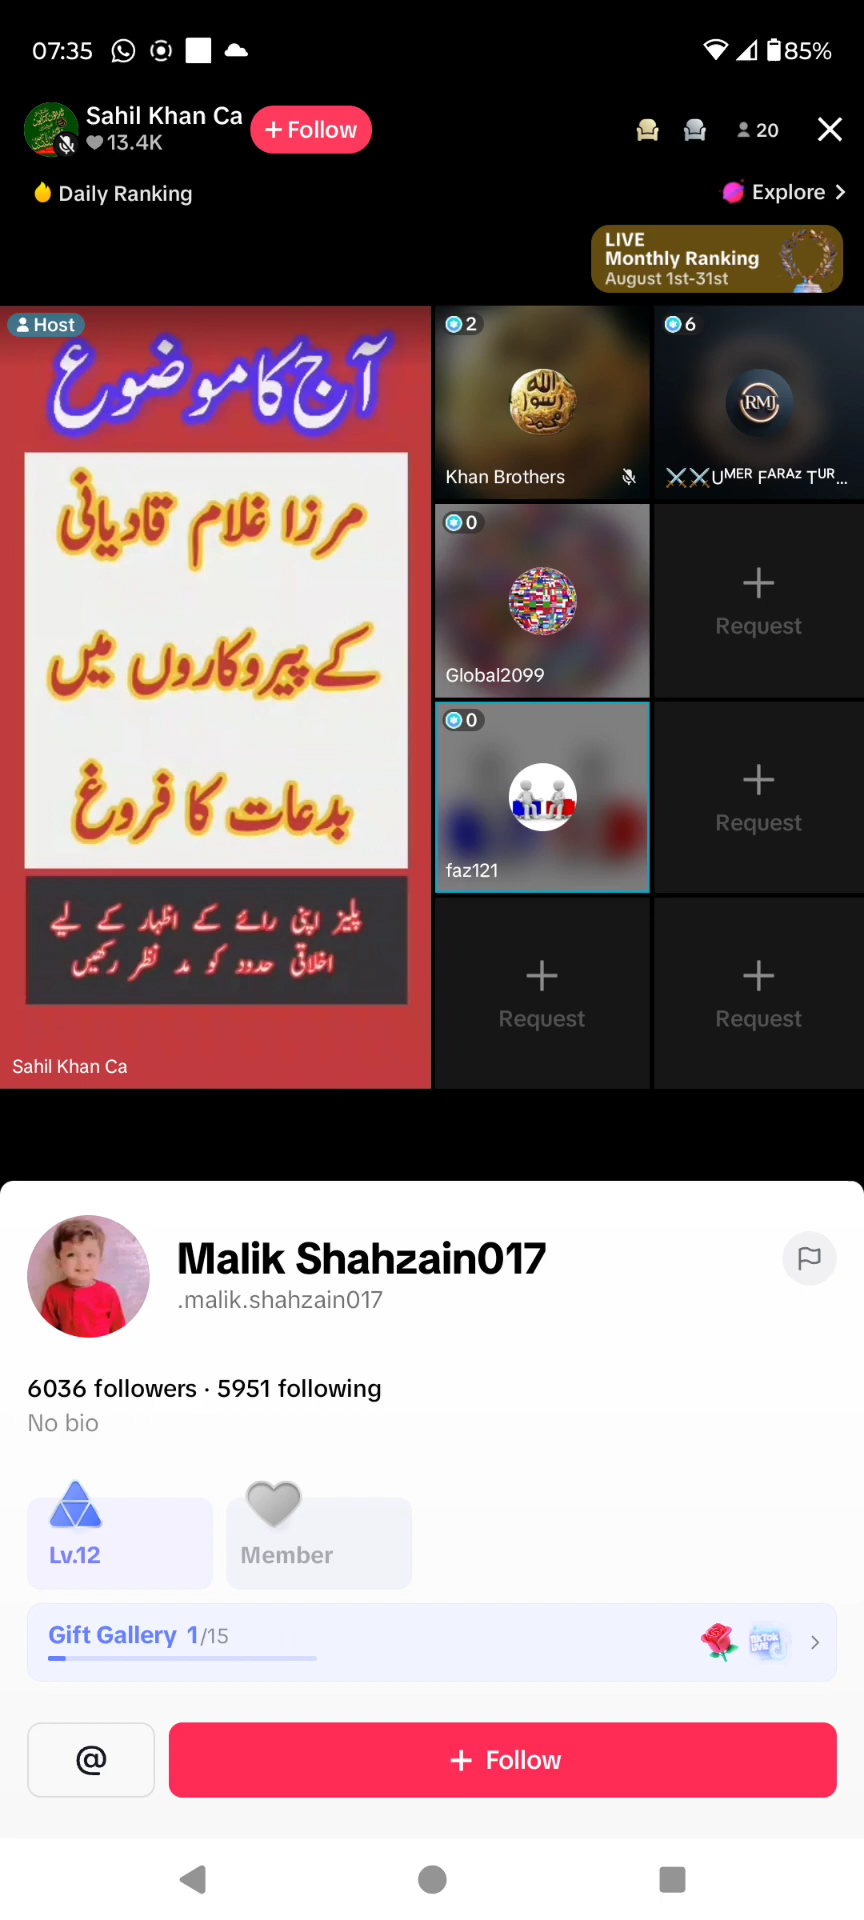 07:35
85%
Sahil Khan Ca
13.4K
+ Follow
20
Daily Ranking
Explore
LIVE
Monthly Ranking
August 1st-31st
Host
آج کا موضوع
مرزا غلام قادیانی
کے پیروکاروں میں
بدعات کا فروغ
پلیز اپنی رائے کے اظہار کے لیے
اخلاقی حدود کو مد نظر رکھیں
Sahil Khan Ca
2
Khan Brothers
6
RMJ
⚔️⚔️Uᴹᴱᴿ Fᴬᴿᴬᶻ Tᵁᴿ...
0
Global2099
Request
0
faz121
Request
Request
Request
Malik Shahzain017
.malik.shahzain017
6036 followers · 5951 following
No bio
Lv.12
Member
Gift Gallery 1/15
@
+ Follow